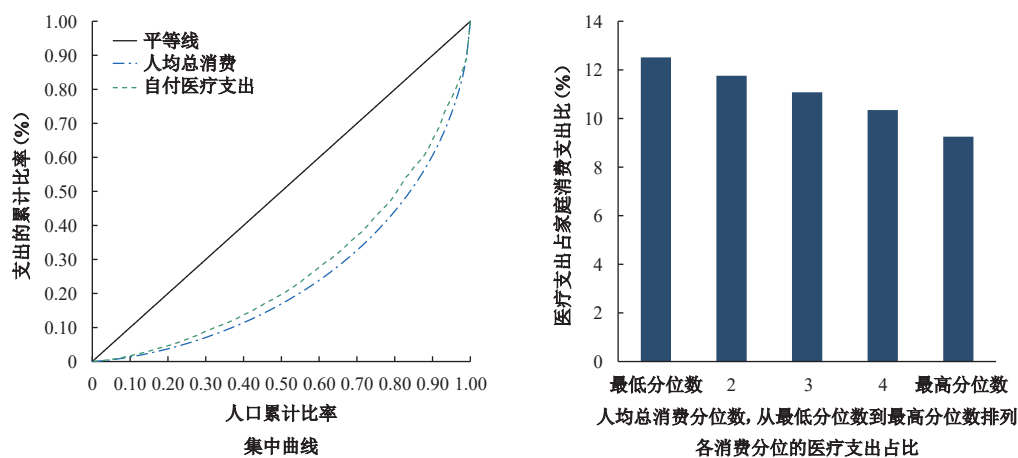 支出的累计比率(%)
1.00
0.90
0.80
0.70
0.60
0.50
0.40
0.30
0.20
0.10
0
平等线
人均总消费
自付医疗支出
0 0.10 0.20 0.30 0.40 0.50 0.60 0.70 0.80 0.90 1.00
人口累计比率
集中曲线
医疗支出占家庭消费支出比(%)
14
12
10
8
6
4
2
0
最低分位数 2 3 4 最高分位数
人均总消费分位数,从最低分位数到最高分位数排列
各消费分位的医疗支出占比